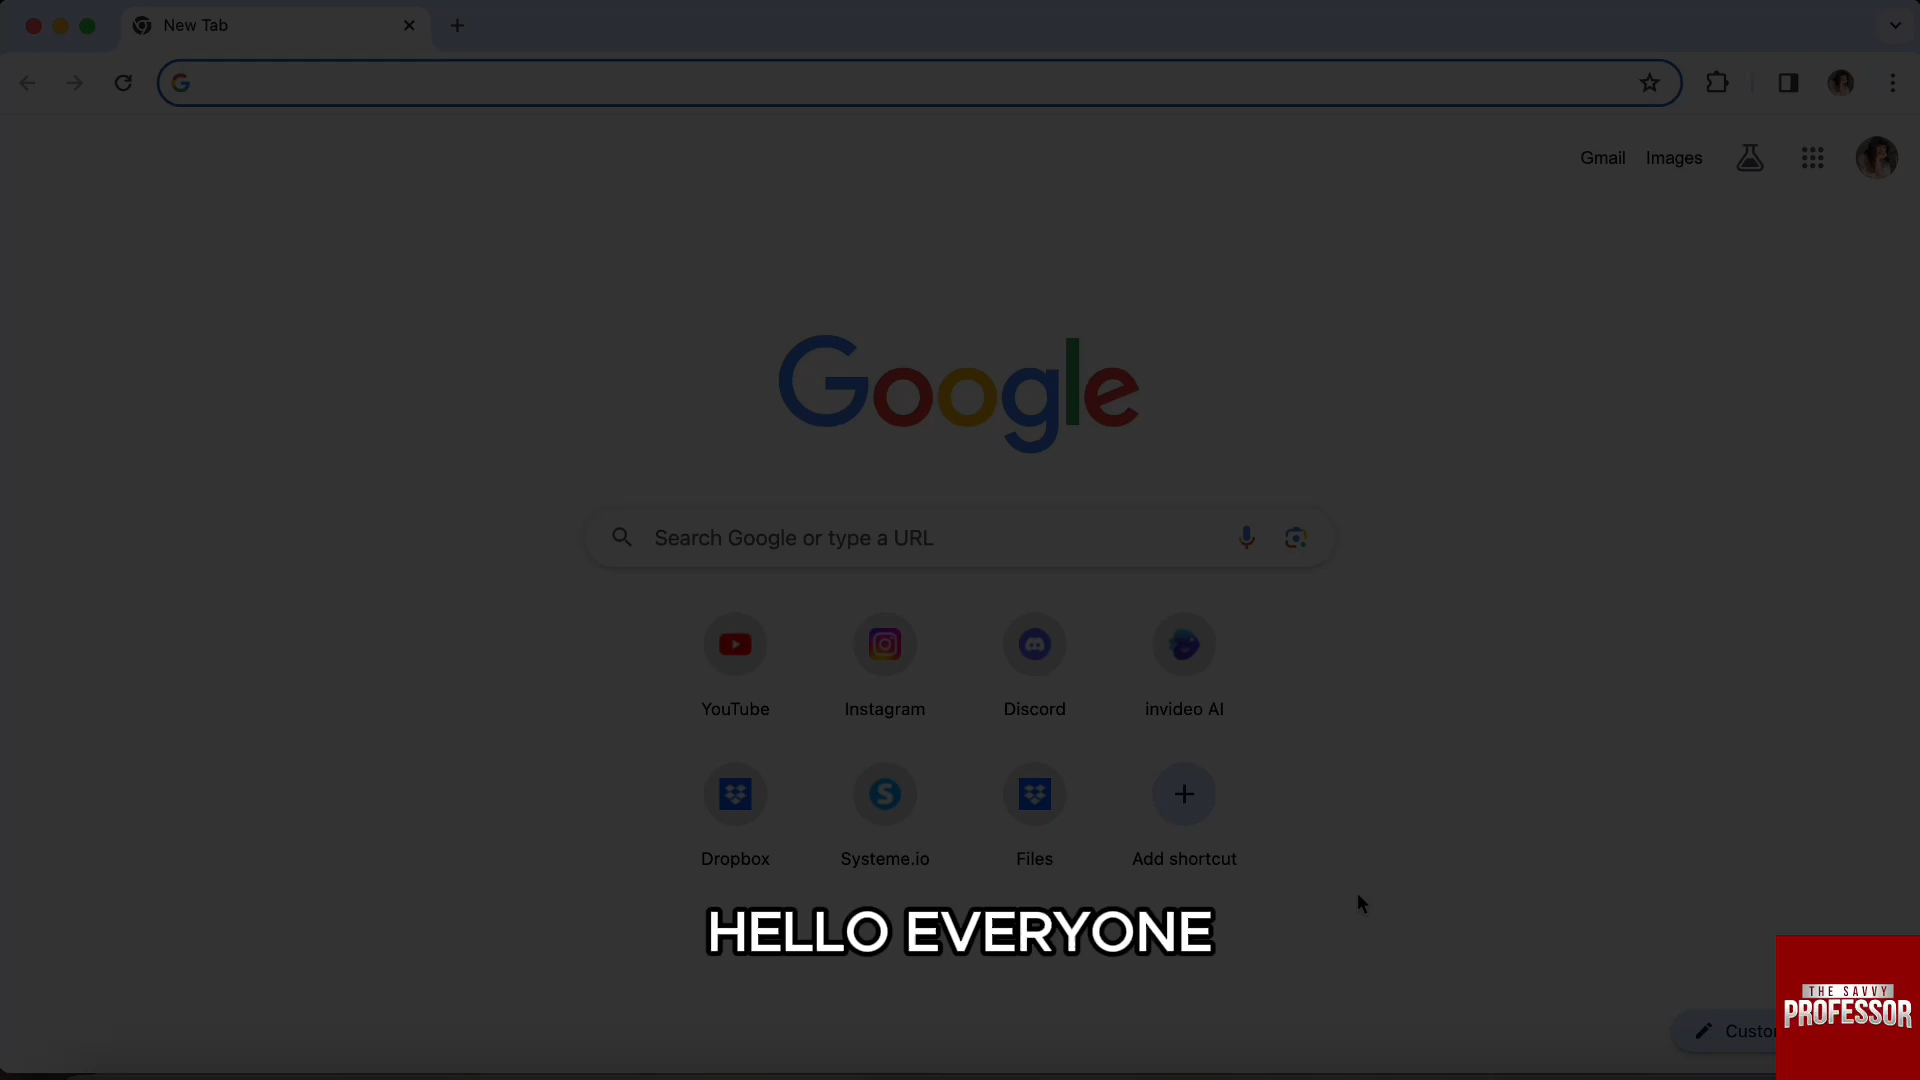 New Tab
Gmail Images
Google
Search Google or type a URL
YouTube Instagram Discord invideo AI
Dropbox Systeme.io Files Add shortcut
HELLO EVERYONE
THE SAVVY
PROFESSOR